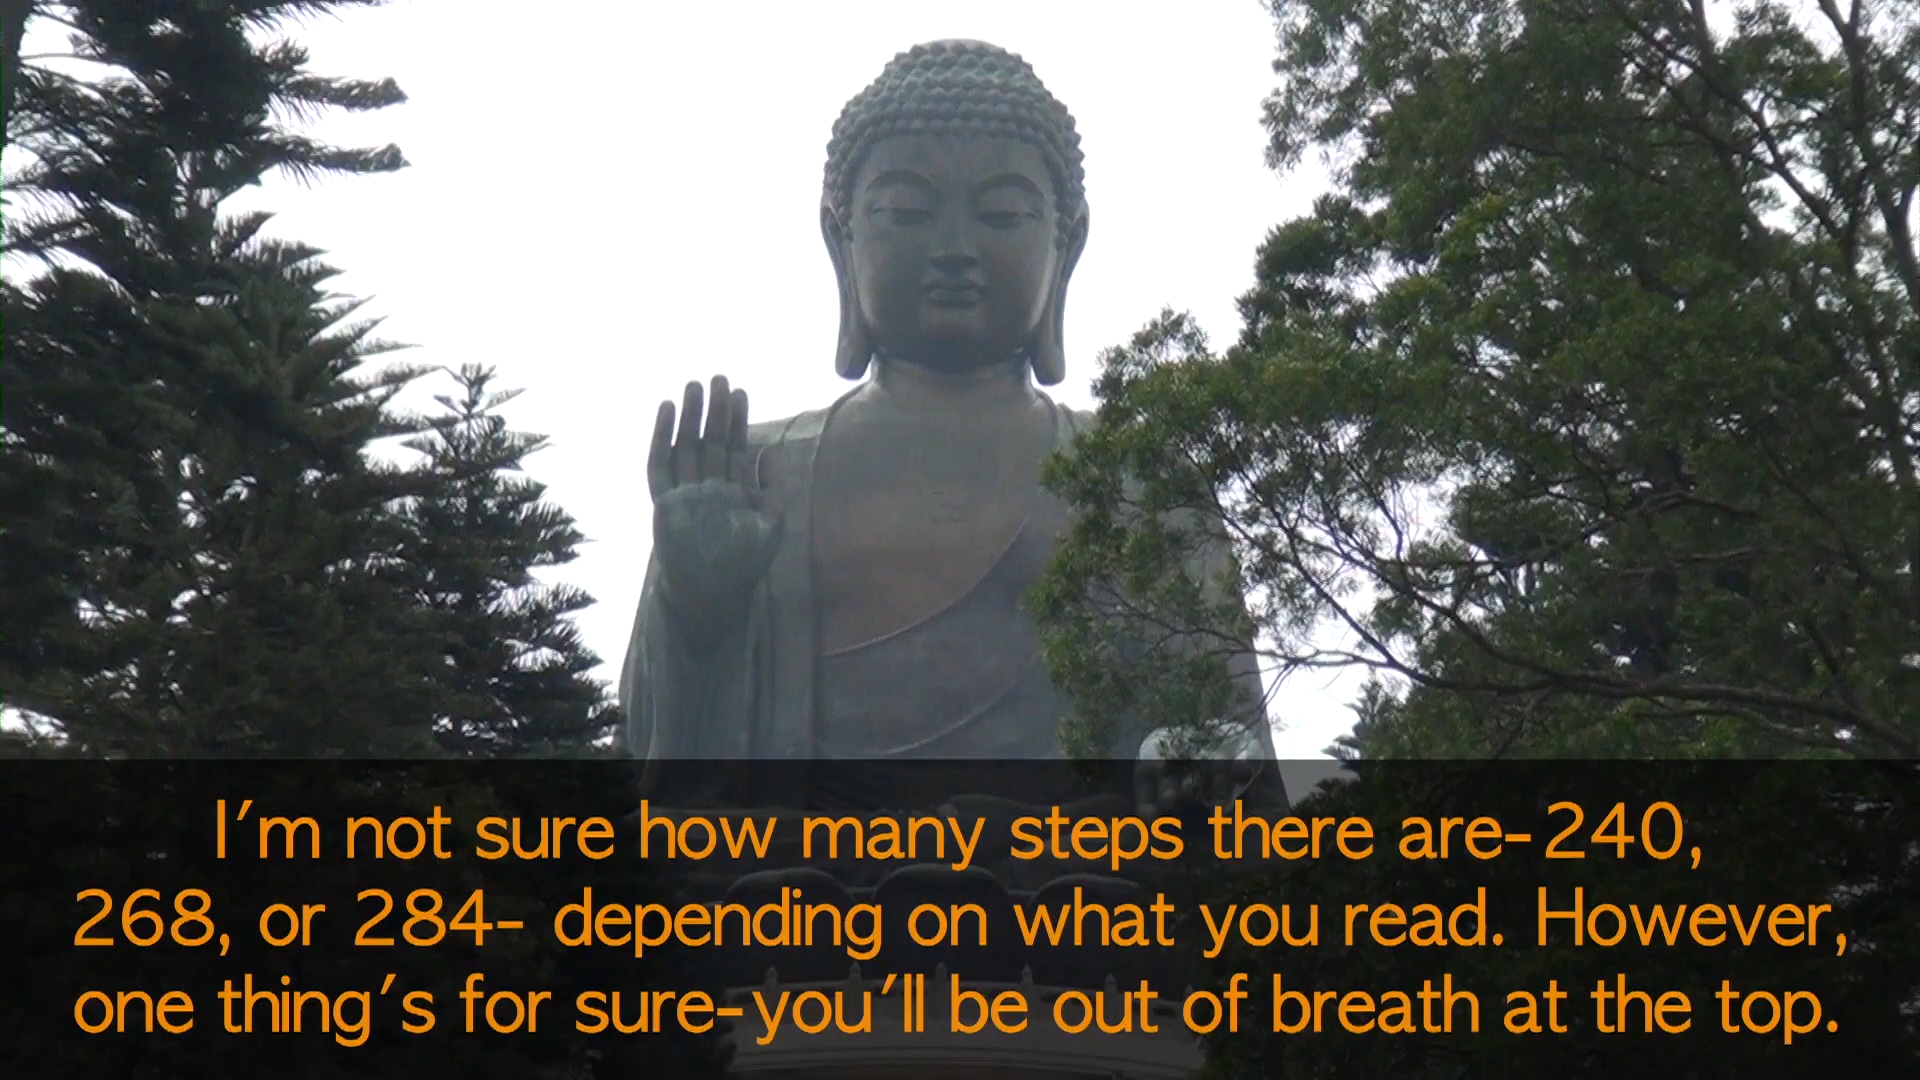 I'm not sure how many steps there are-240,
268, or 284- depending on what you read. However,
one thing's for sure-you'll be out of breath at the top.